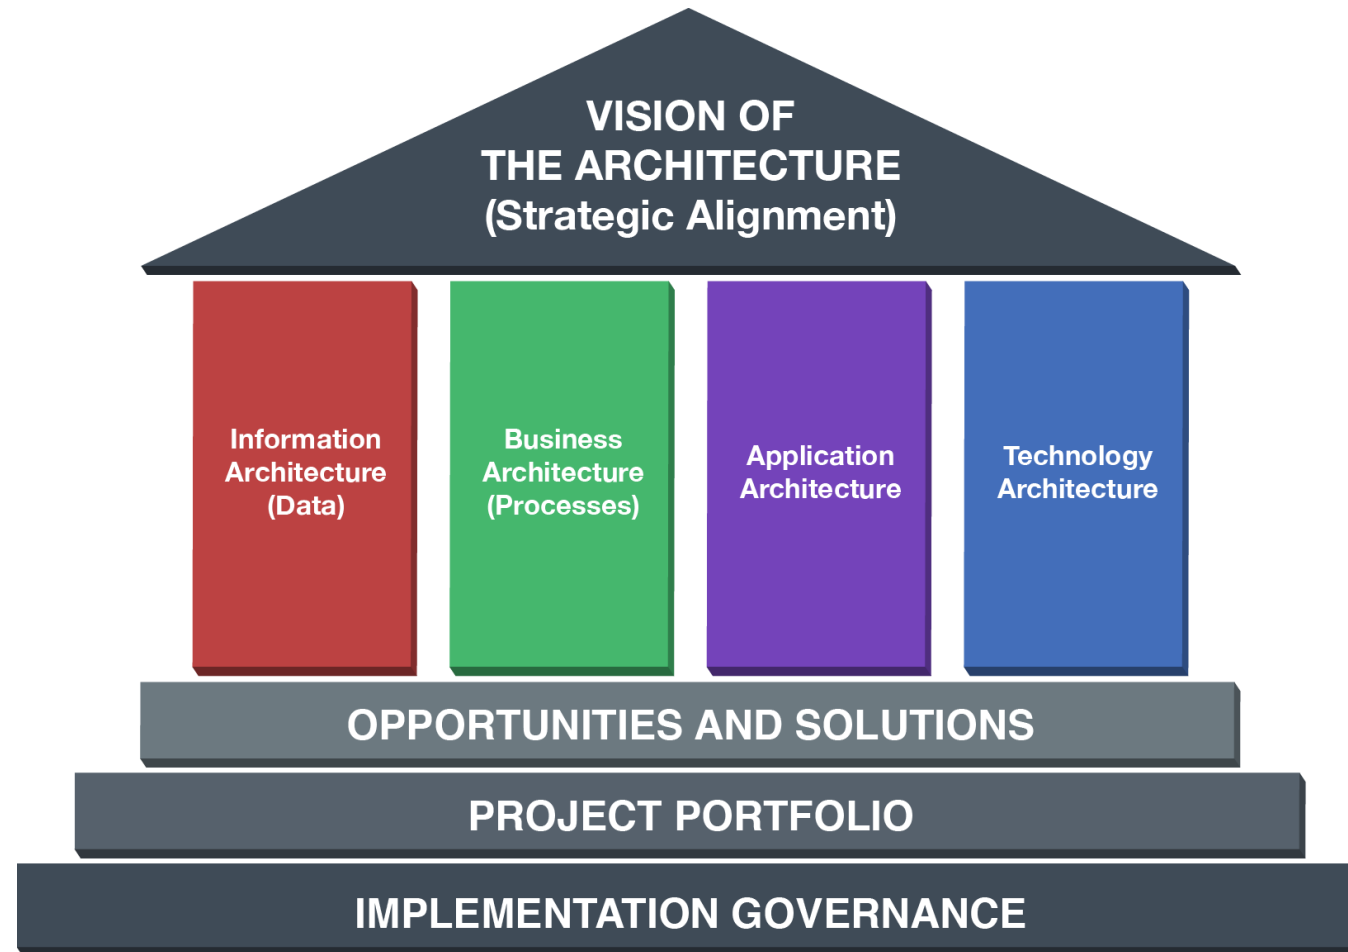 VISION OF
THE ARCHITECTURE
(Strategic Alignment)
Information
Architecture
(Data)
Business
Architecture
(Processes)
Application
Architecture
Technology
Architecture
OPPORTUNITIES AND SOLUTIONS
PROJECT PORTFOLIO
IMPLEMENTATION GOVERNANCE